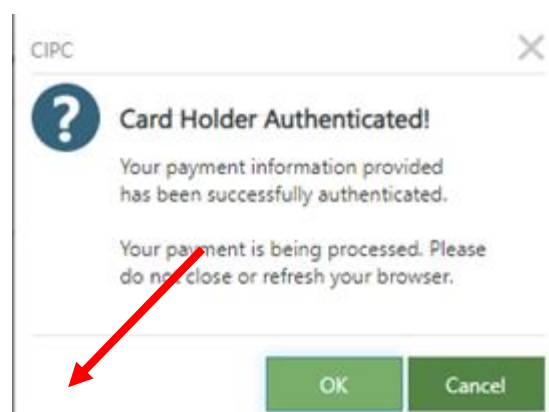 CIPC
Card Holder Authenticated!
Your payment information provided
has been successfully authenticated.
Your payment is being processed. Please
do not close or refresh your browser.
OK
Cancel